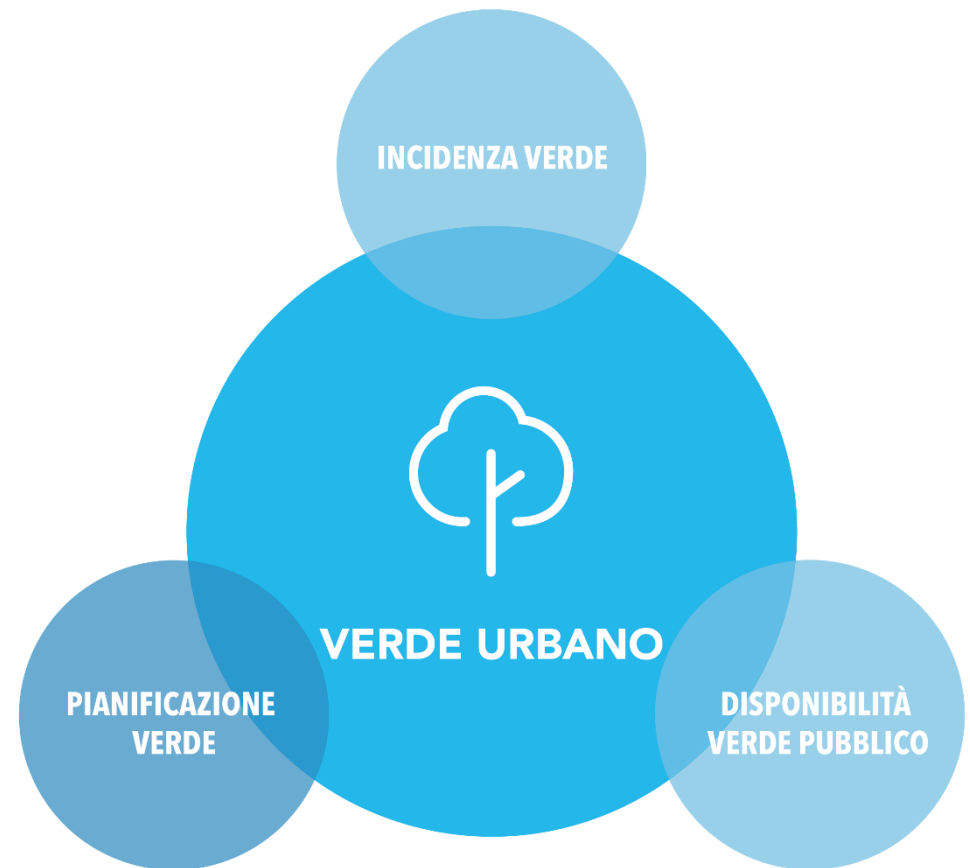 INCIDENZA VERDE
VERDE URBANO
PIANIFICAZIONE
VERDE
DISPONIBILITÀ
VERDE PUBBLICO